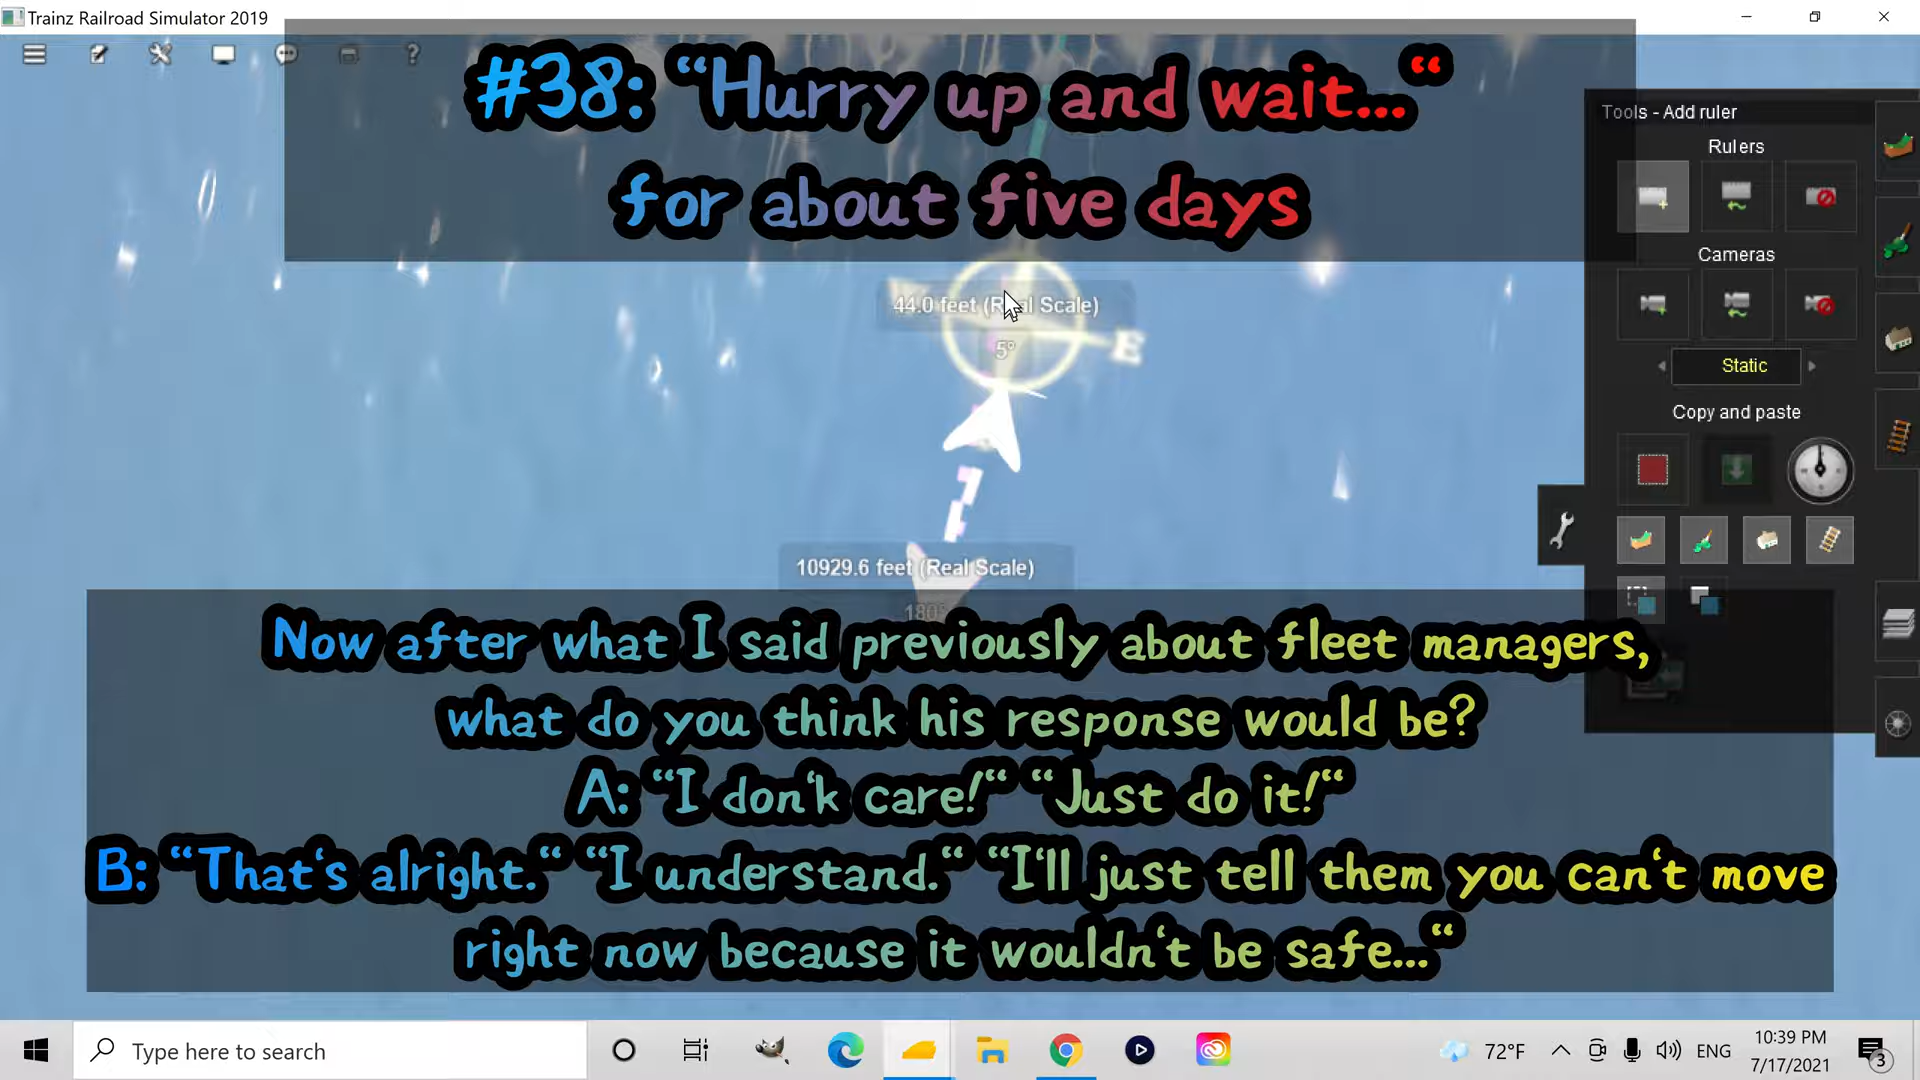 Trainz Railroad Simulator 2019
#38: “Hurry up and wait...“
for about five days
Tools - Add ruler
Rulers
Cameras
Static
Copy and paste
44.0 feet (Real Scale)
E
5°
10929.6 feet (Real Scale)
180°
Now after what I said previously about fleet managers,
what do you think his response would be?
A: “I don‘k care!“ “Just do it!“
B: “That‘s alright.“ “I understand.“ “I‘ll just tell them you can‘t move
right now because it wouldn‘t be safe...“
Type here to search
72°F
ENG
10:39 PM
7/17/2021
3